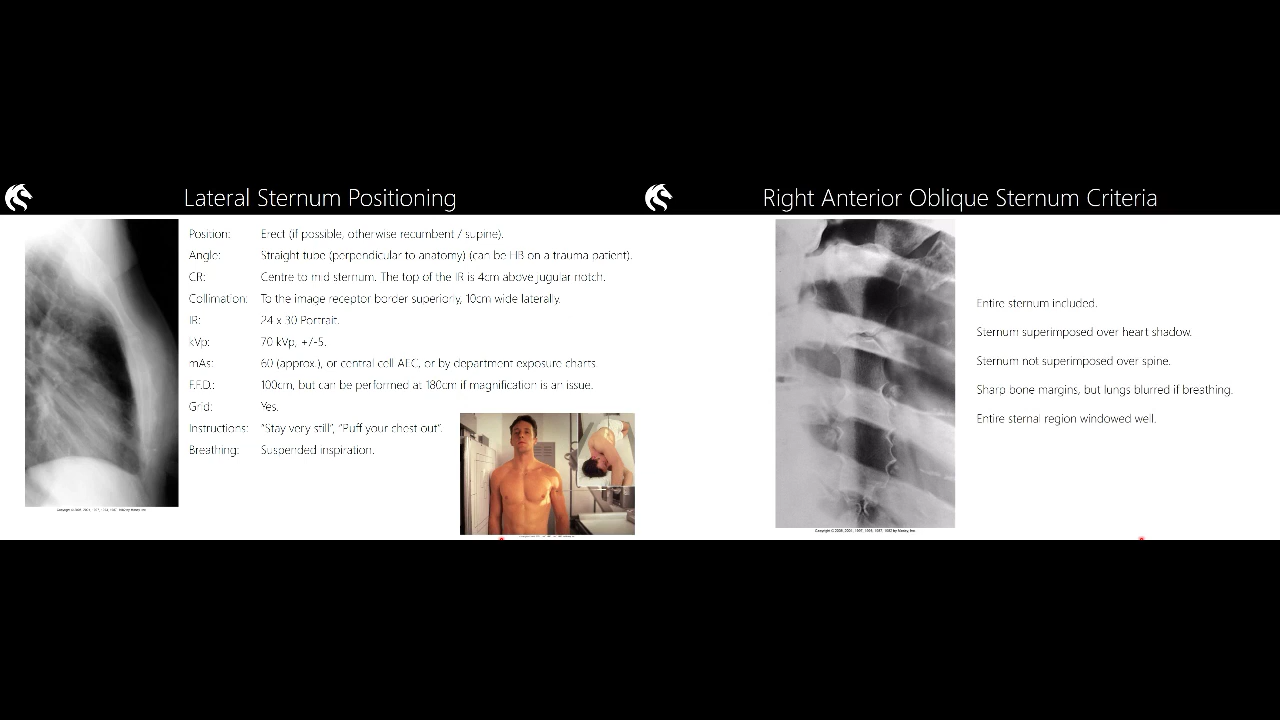 Lateral Sternum Positioning
Position: Erect (if possible, otherwise recumbent / supine).
Angle: Straight tube (perpendicular to anatomy) (can be HB on a trauma patient).
CR: Centre to mid sternum. The top of the IR is 4cm above jugular notch.
Collimation: To the image receptor border superiorly, 10cm wide laterally.
IR: 24 x 30 Portrait.
kVp: 70 kVp, +/-5.
mAs: 60 (approx.), or central cell AEC, or by department exposure charts.
F.F.D.: 100cm, but can be performed at 180cm if magnification is an issue.
Grid: Yes.
Instructions: "Stay very still", "Puff your chest out".
Breathing: Suspended inspiration.
Right Anterior Oblique Sternum Criteria
Entire sternum included.
Sternum superimposed over heart shadow.
Sternum not superimposed over spine.
Sharp bone margins, but lungs blurred if breathing.
Entire sternal region windowed well.